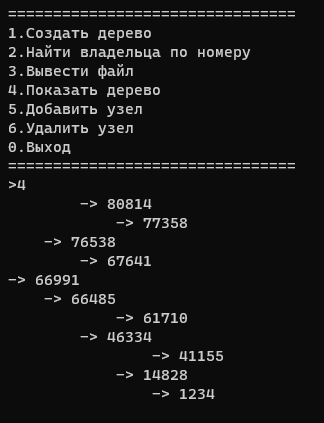 ================================
1.Создать дерево
2.Найти владельца по номеру
3.Вывести файл
4.Показать дерево
5.Добавить узел
6.Удалить узел
0.Выход
================================
>4
        -> 80814
            -> 77358
    -> 76538
        -> 67641
-> 66991
    -> 66485
            -> 61710
        -> 46334
                -> 41155
            -> 14828
                -> 1234